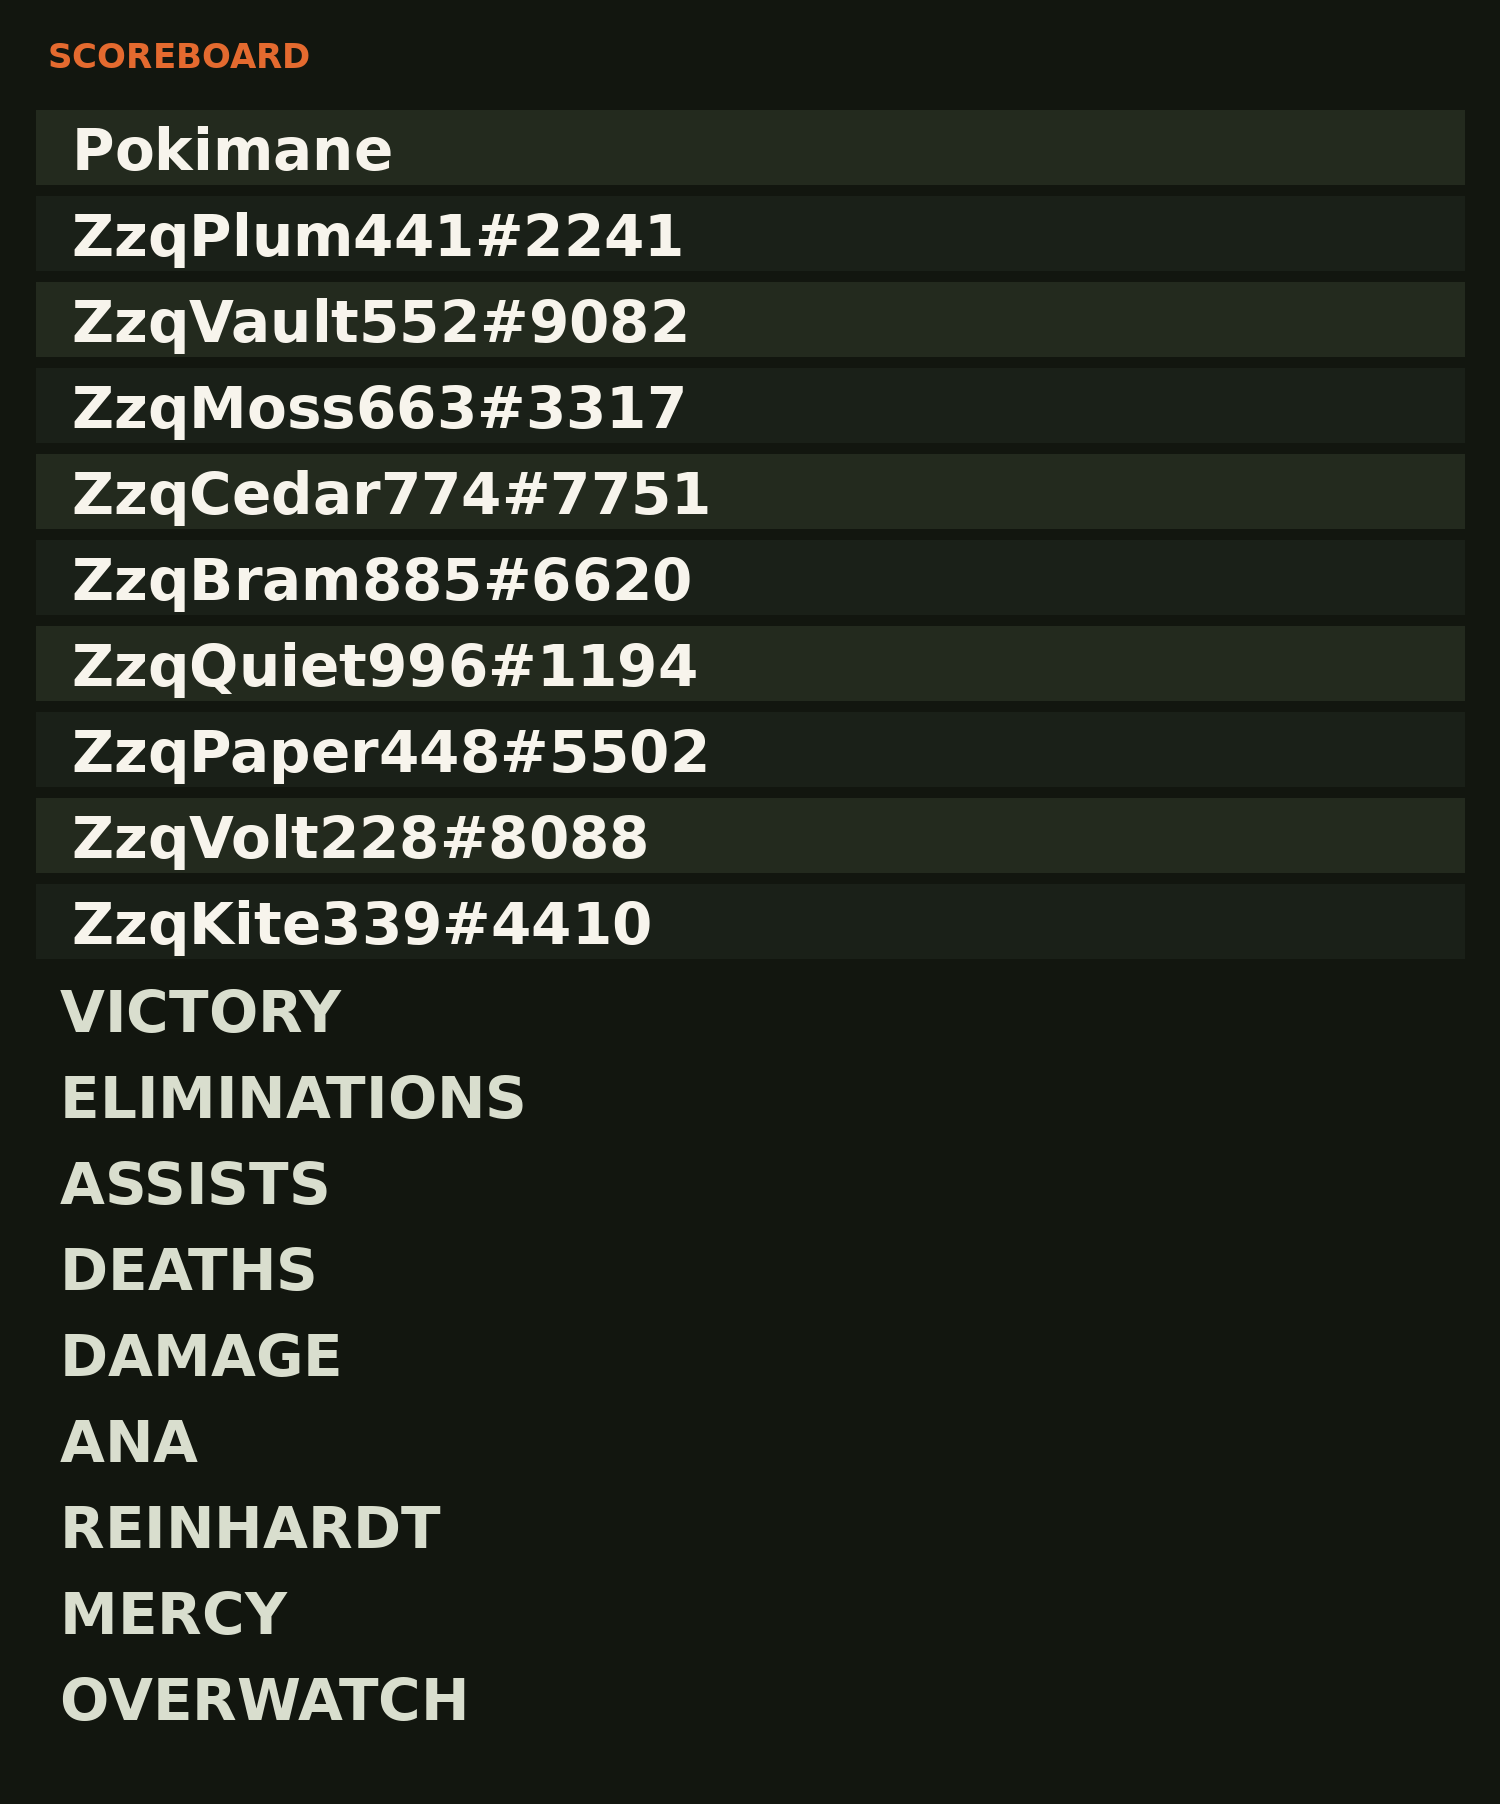 SCOREBOARD
Pokimane
ZzqPlum441#2241
ZzqVault552#9082
ZzqMoss663#3317
ZzqCedar774#7751
ZzqBram885#6620
ZzqQuiet996#1194
ZzqPaper448#5502
ZzqVolt228#8088
ZzqKite339#4410
VICTORY
ELIMINATIONS
ASSISTS
DEATHS
DAMAGE
ANA
REINHARDT
MERCY
OVERWATCH